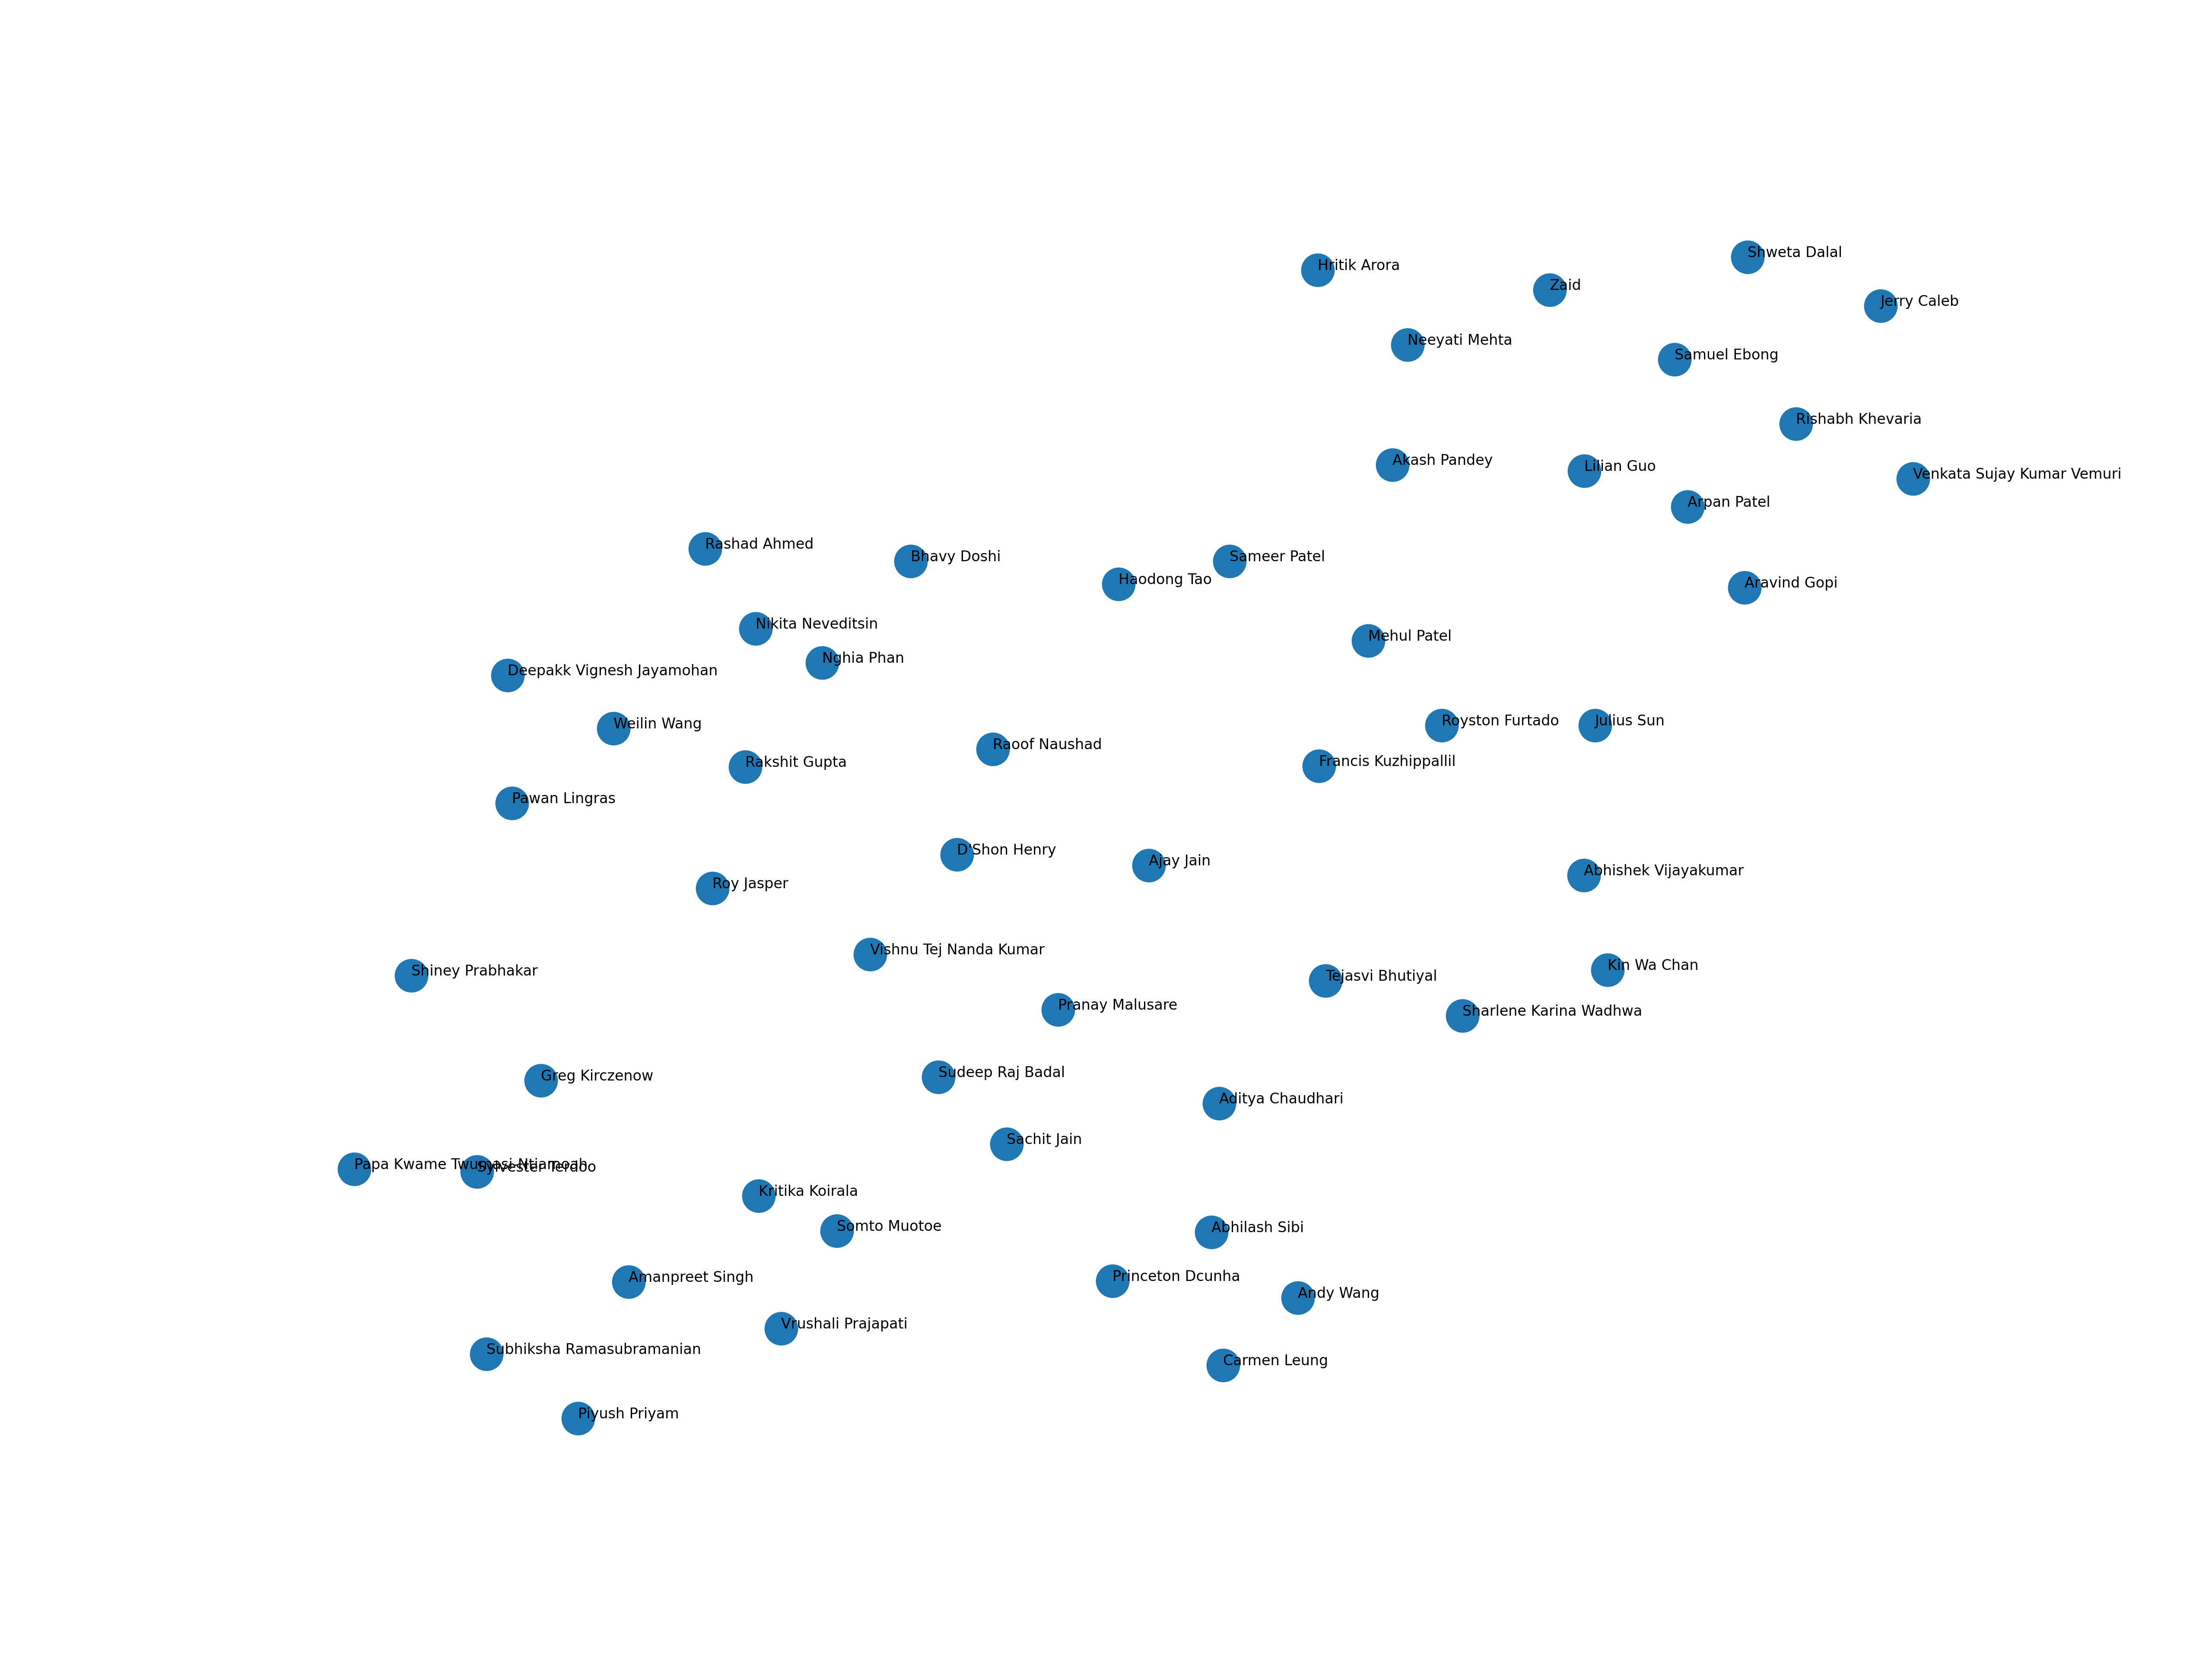 Shweta Dalal
Hritik Arora
Zaid
Jerry Caleb
Neeyati Mehta
Samuel Ebong
Rishabh Khevaria
Akash Pandey
Lilian Guo
Venkata Sujay Kumar Vemuri
Arpan Patel
Rashad Ahmed
Bhavy Doshi
Sameer Patel
Haodong Tao
Aravind Gopi
Nikita Neveditsin
Mehul Patel
Nghia Phan
Deepakk Vignesh Jayamohan
Weilin Wang
Royston Furtado
Julius Sun
Raoof Naushad
Rakshit Gupta
Francis Kuzhippallil
Pawan Lingras
D'Shon Henry
Ajay Jain
Abhishek Vijayakumar
Roy Jasper
Vishnu Tej Nanda Kumar
Kin Wa Chan
Shiney Prabhakar
Tejasvi Bhutiyal
Pranay Malusare
Sharlene Karina Wadhwa
Sudeep Raj Badal
Greg Kirczenow
Aditya Chaudhari
Sachit Jain
Papa Kwame Twumasi-Ntiamoah
Sylvester Terdoo
Kritika Koirala
Somto Muotoe
Abhilash Sibi
Princeton Dcunha
Amanpreet Singh
Andy Wang
Vrushali Prajapati
Subhiksha Ramasubramanian
Carmen Leung
Piyush Priyam